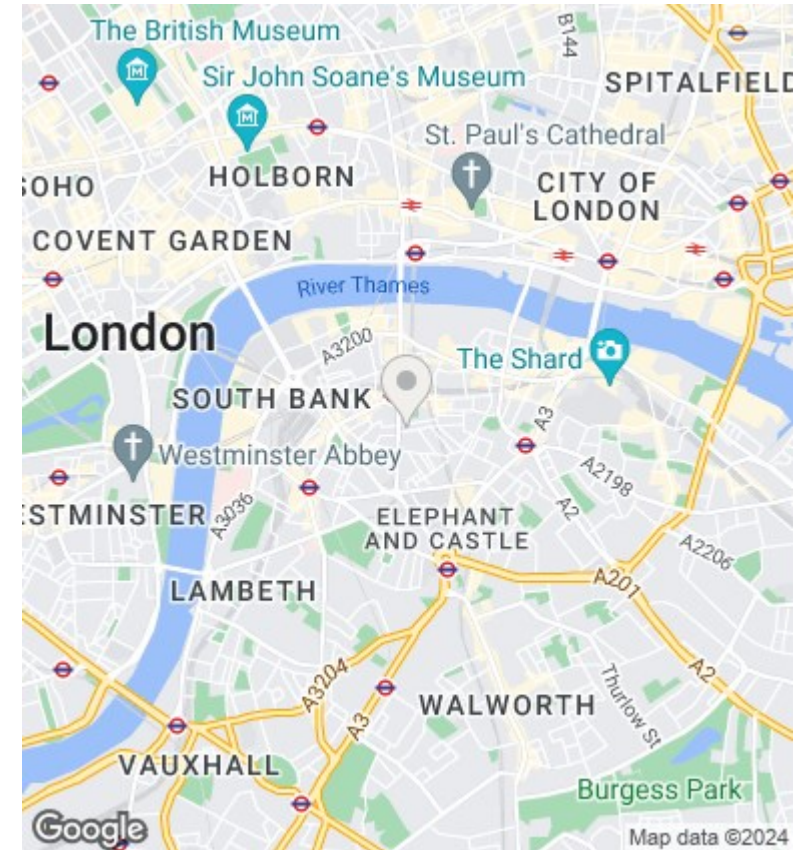 The British Museum
B144
Sir John Soane's Museum
SPITALFIELD
St. Paul's Cathedral
SOHO
HOLBORN
CITY OF
LONDON
COVENT GARDEN
River Thames
London
A3200
The Shard
SOUTH BANK
A3
Westminster Abbey
A2198
ESTMINSTER
A3036
A2
ELEPHANT
AND CASTLE
A2206
LAMBETH
A201
A3204
A2
A3
WALWORTH
Thurlow St
VAUXHALL
Burgess Park
Google
Map data ©2024